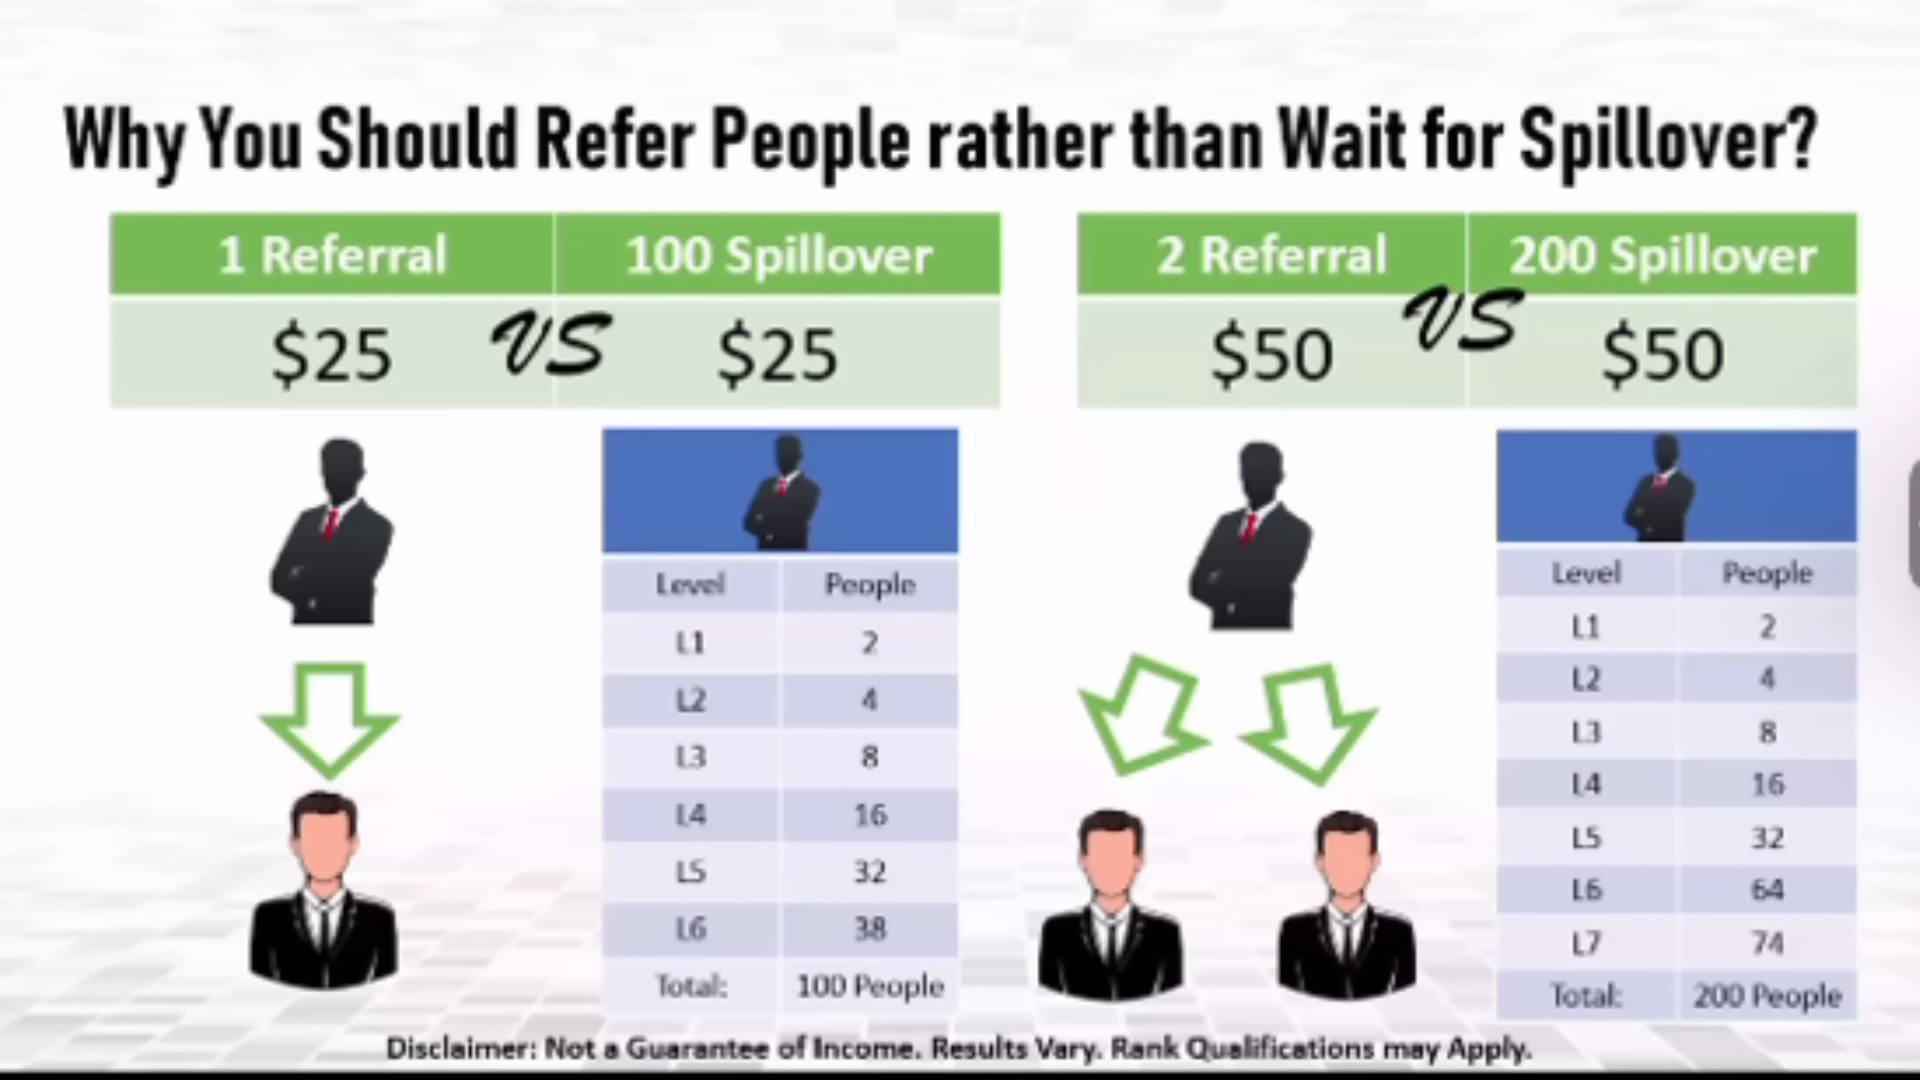 Why You Should Refer People rather than Wait for Spillover?
1 Referral 100 Spillover
$25 VS $25
2 Referral 200 Spillover
$50 VS $50
Level People
L1 2
L2 4
L3 8
L4 16
L5 32
L6 38
Total: 100 People
Level People
L1 2
L2 4
L3 8
L4 16
L5 32
L6 64
L7 74
Total: 200 People
Disclaimer: Not a Guarantee of Income. Results Vary. Rank Qualifications may Apply.